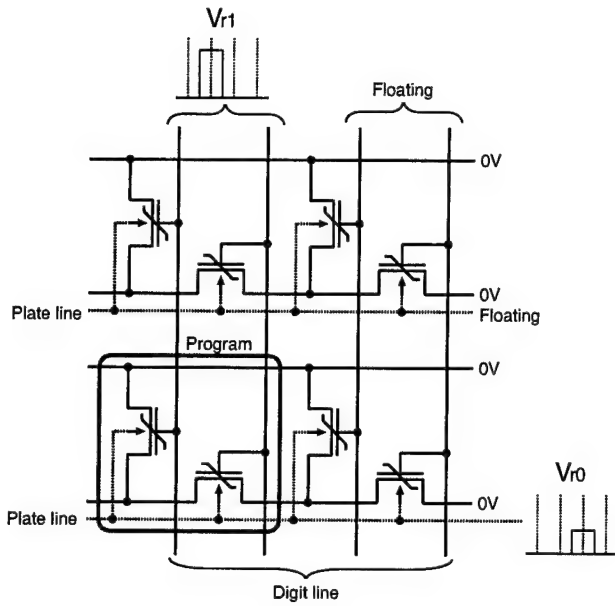 Vr1
Floating
0V
0V
Plate line
Floating
Program
0V
Vr0
0V
Plate line
Digit line